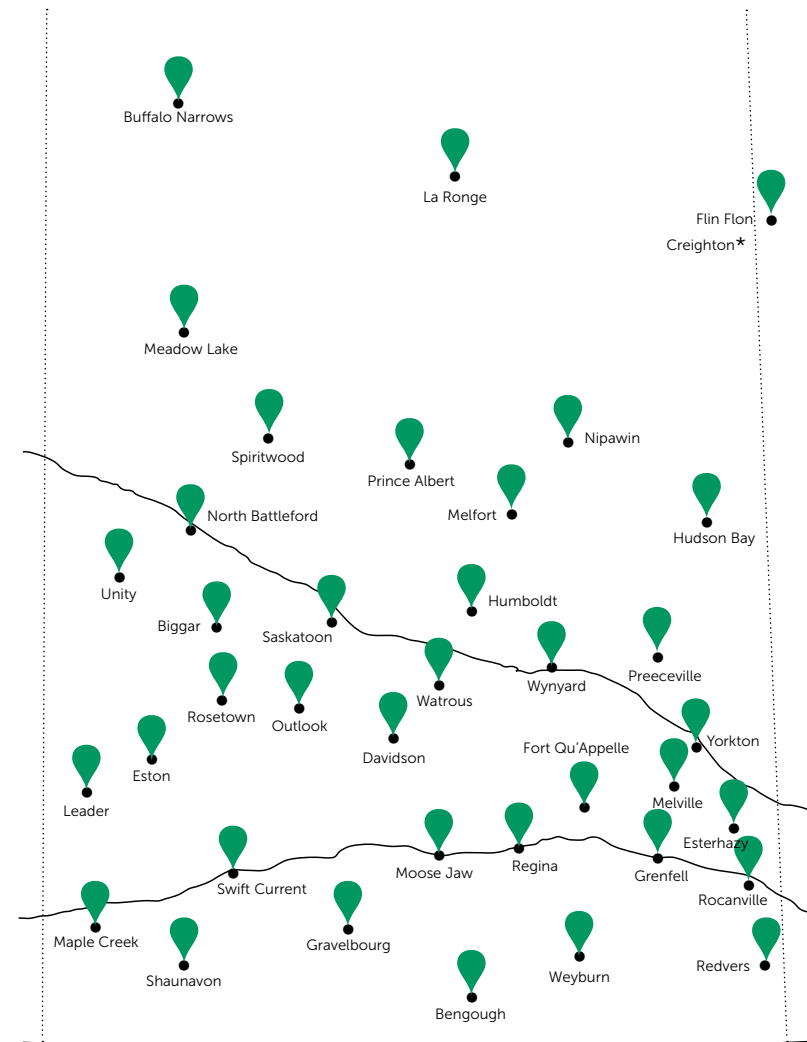 Buffalo Narrows
La Ronge
Flin Flon
Creighton*
Meadow Lake
Spiritwood
Nipawin
Prince Albert
North Battleford
Melfort
Hudson Bay
Unity
Humboldt
Biggar
Saskatoon
Preeceville
Wynyard
Watrous
Rosetown
Outlook
Yorkton
Fort Qu’Appelle
Davidson
Eston
Melville
Leader
Esterhazy
Regina
Moose Jaw
Grenfell
Swift Current
Rocanville
Maple Creek
Gravelbourg
Redvers
Weyburn
Shaunavon
Bengough